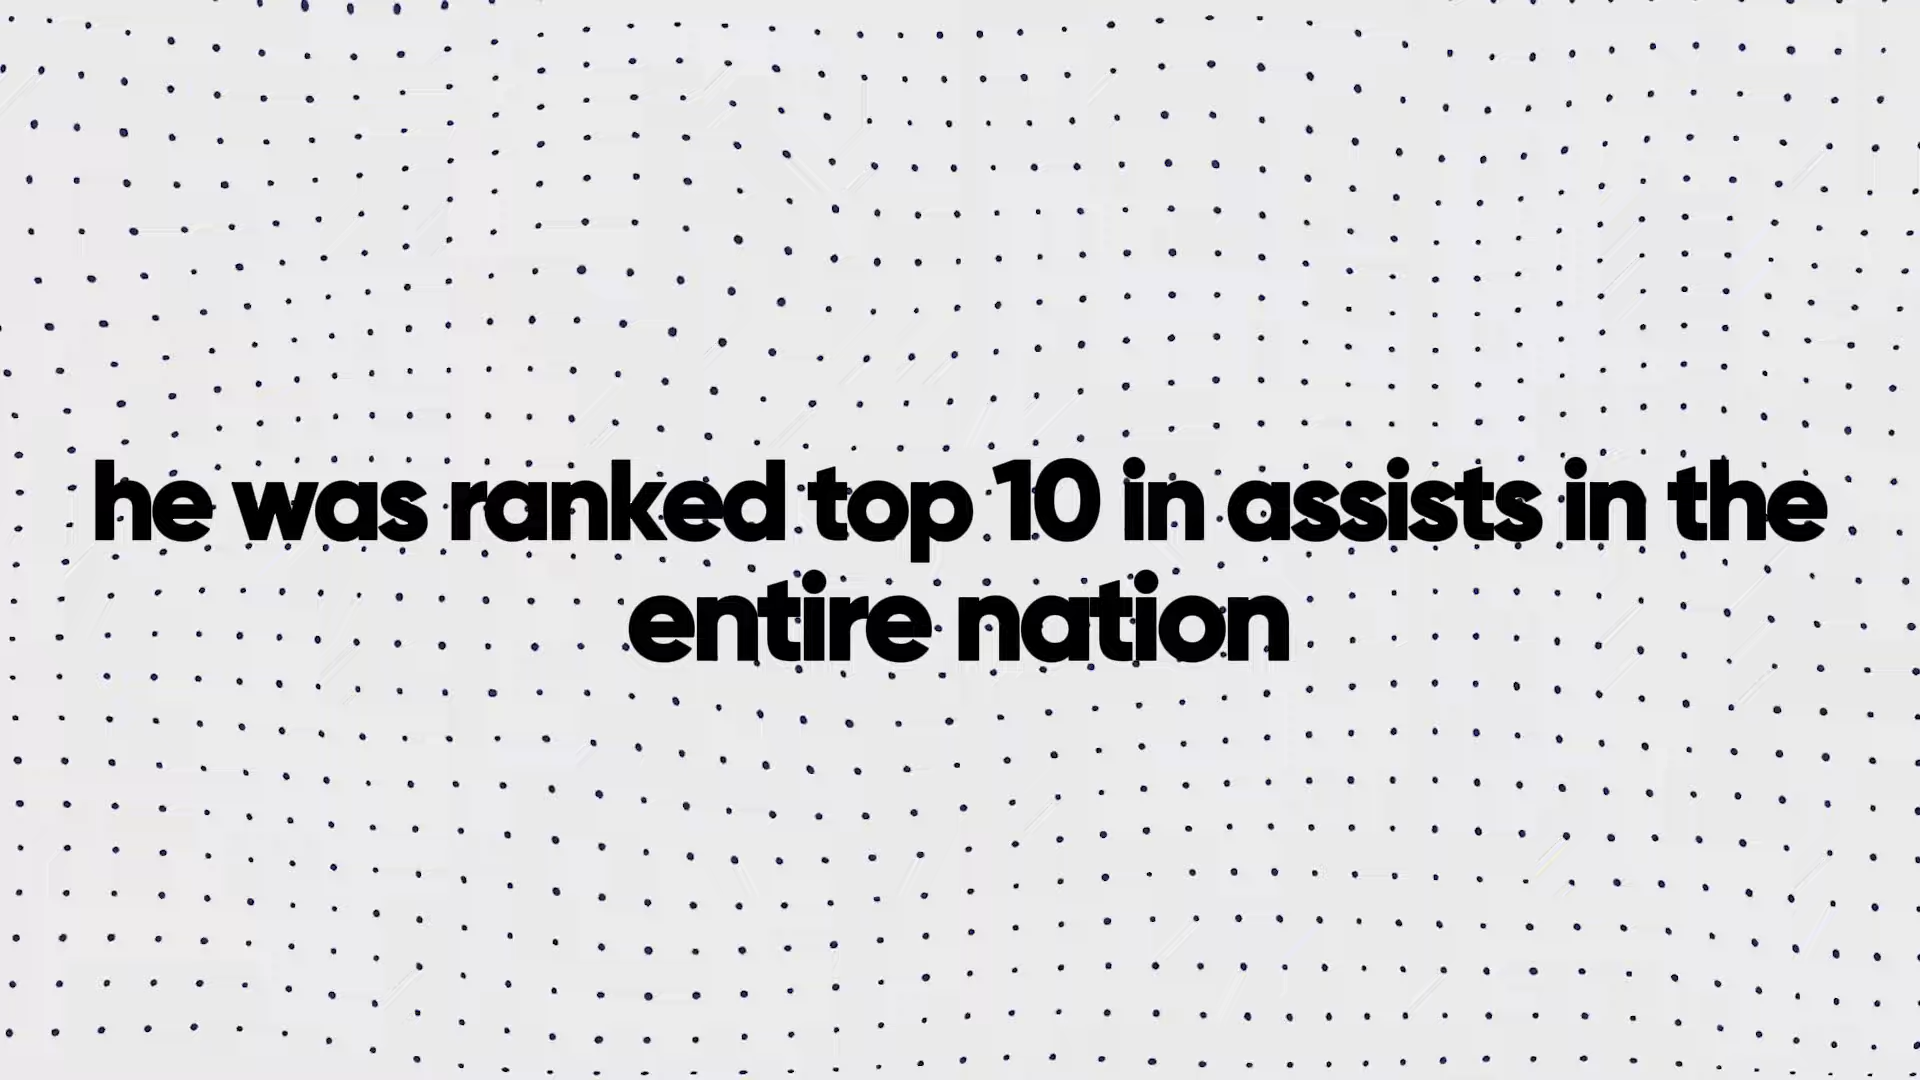 he was ranked top 10 in assists in the
entire nation